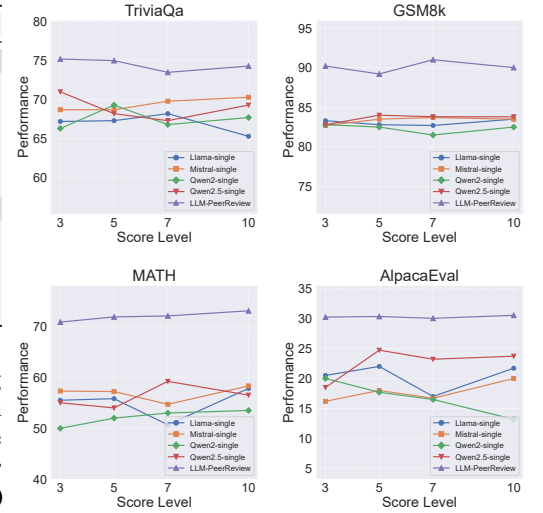 TriviaQa
80
75
70
65
60
Performance
3 5 7 10
Score Level
Llama-single
Mistral-single
Qwen2-single
Qwen2.5-single
LLM-PeerReview
GSM8k
95
90
85
80
75
Performance
3 5 7 10
Score Level
Llama-single
Mistral-single
Qwen2-single
Qwen2.5-single
LLM-PeerReview
MATH
70
60
50
40
Performance
3 5 7 10
Score Level
Llama-single
Mistral-single
Qwen2-single
Qwen2.5-single
LLM-PeerReview
AlpacaEval
35
30
25
20
15
10
5
Performance
3 5 7 10
Score Level
Llama-single
Mistral-single
Qwen2-single
Qwen2.5-single
LLM-PeerReview